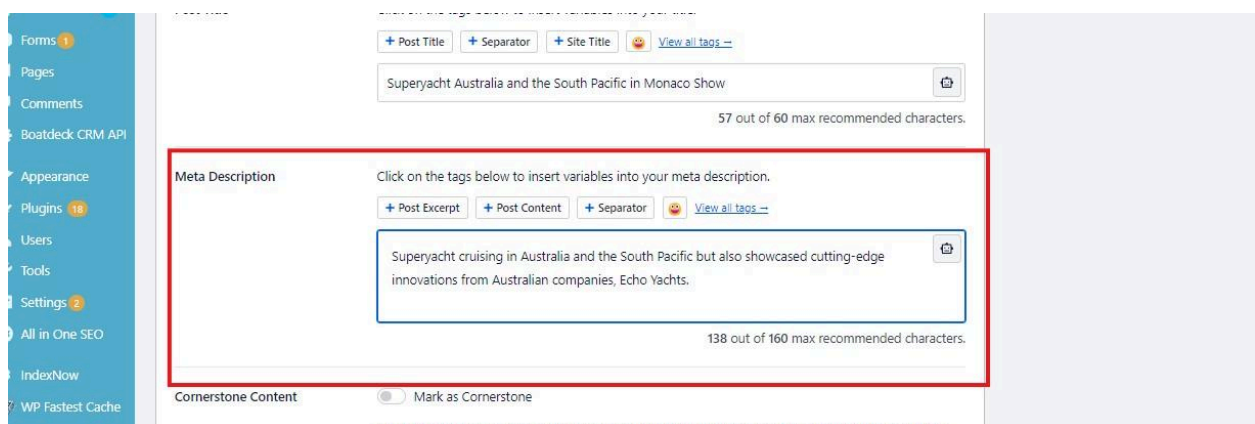 Click on the tags below to insert variables into your title.
Forms 1
+ Post Title + Separator + Site Title View all tags →
Pages
Superyacht Australia and the South Pacific in Monaco Show
Comments
57 out of 60 max recommended characters.
Boatdeck CRM API
Meta Description
Click on the tags below to insert variables into your meta description.
Appearance
+ Post Excerpt + Post Content + Separator View all tags →
Plugins 18
Users
Superyacht cruising in Australia and the South Pacific but also showcased cutting-edge
innovations from Australian companies, Echo Yachts.
Tools
Settings 2
All in One SEO
138 out of 160 max recommended characters.
IndexNow
Cornerstone Content
Mark as Cornerstone
WP Fastest Cache